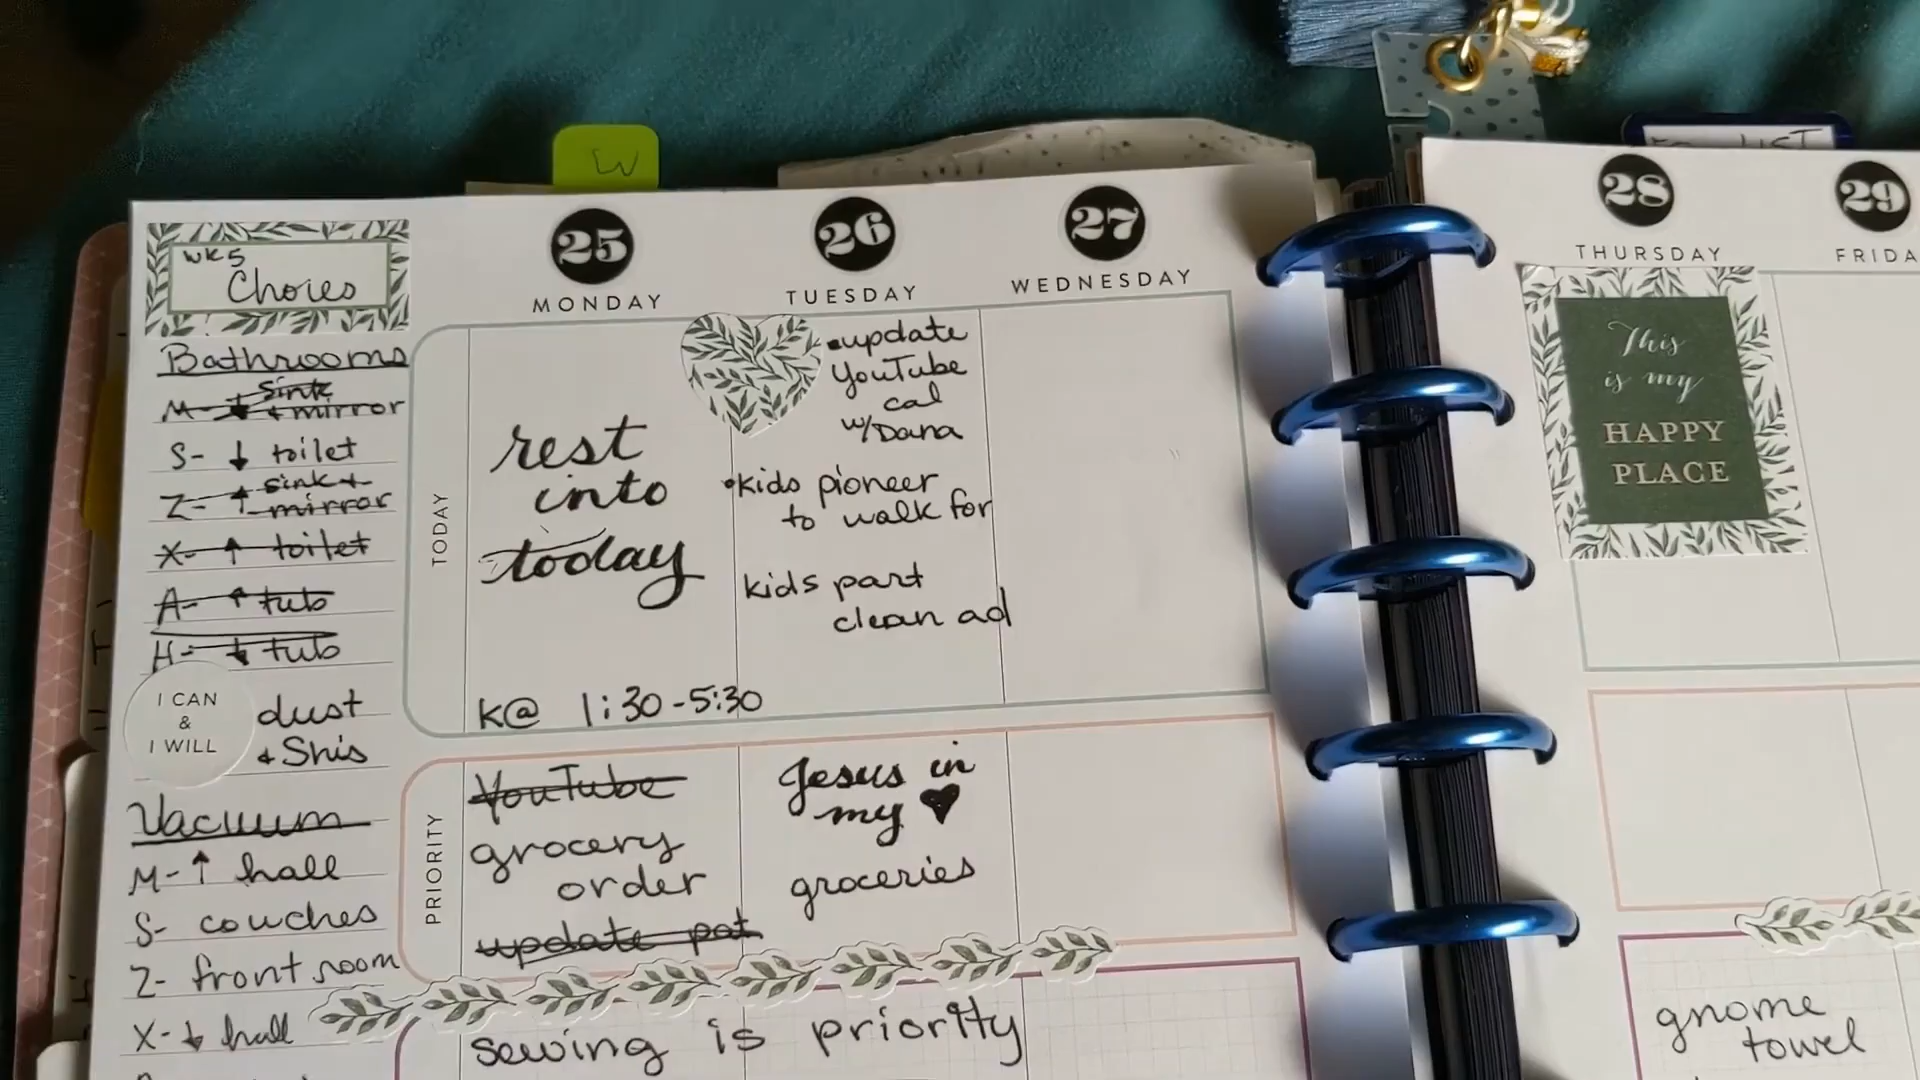 W
25
MONDAY
26
TUESDAY
27
WEDNESDAY
28
THURSDAY
29
FRIDA
WK5
Chores
Bathrooms
M- ↓ sink
+ mirror
S- ↓ toilet
Z- ↑ sink +
mirror
X- ↑ toilet
A- ↑ tub
H- ↓ tub
I CAN
&
I WILL
dust
+ Shis
Vacuum
M- ↑ hall
S- couches
Z- front room
X- ↓ hall
TODAY
rest
into
today
K@ 1:30-5:30
•update
YouTube
cal
w/Dana
•kids pioneer
to walk for
kids part
clean ad
PRIORITY
YouTube
grocery
order
update pat
Jesus in
my ♥
groceries
sewing is priority
This
is my
HAPPY
PLACE
gnome
towel